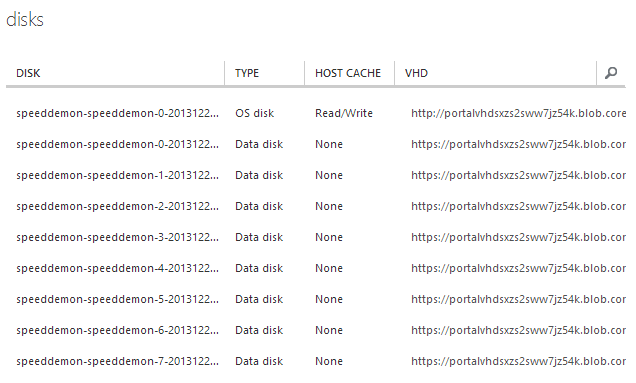 disks
DISK TYPE HOST CACHE VHD
speeddemon-speeddemon-0-2013122... OS disk Read/Write http://portalvhdsxzs2sww7jz54k.blob.core
speeddemon-speeddemon-0-2013122... Data disk None https://portalvhdsxzs2sww7jz54k.blob.cor
speeddemon-speeddemon-1-2013122... Data disk None https://portalvhdsxzs2sww7jz54k.blob.cor
speeddemon-speeddemon-2-2013122... Data disk None https://portalvhdsxzs2sww7jz54k.blob.cor
speeddemon-speeddemon-3-2013122... Data disk None https://portalvhdsxzs2sww7jz54k.blob.cor
speeddemon-speeddemon-4-2013122... Data disk None https://portalvhdsxzs2sww7jz54k.blob.cor
speeddemon-speeddemon-5-2013122... Data disk None https://portalvhdsxzs2sww7jz54k.blob.cor
speeddemon-speeddemon-6-2013122... Data disk None https://portalvhdsxzs2sww7jz54k.blob.cor
speeddemon-speeddemon-7-2013122... Data disk None https://portalvhdsxzs2sww7jz54k.blob.cor